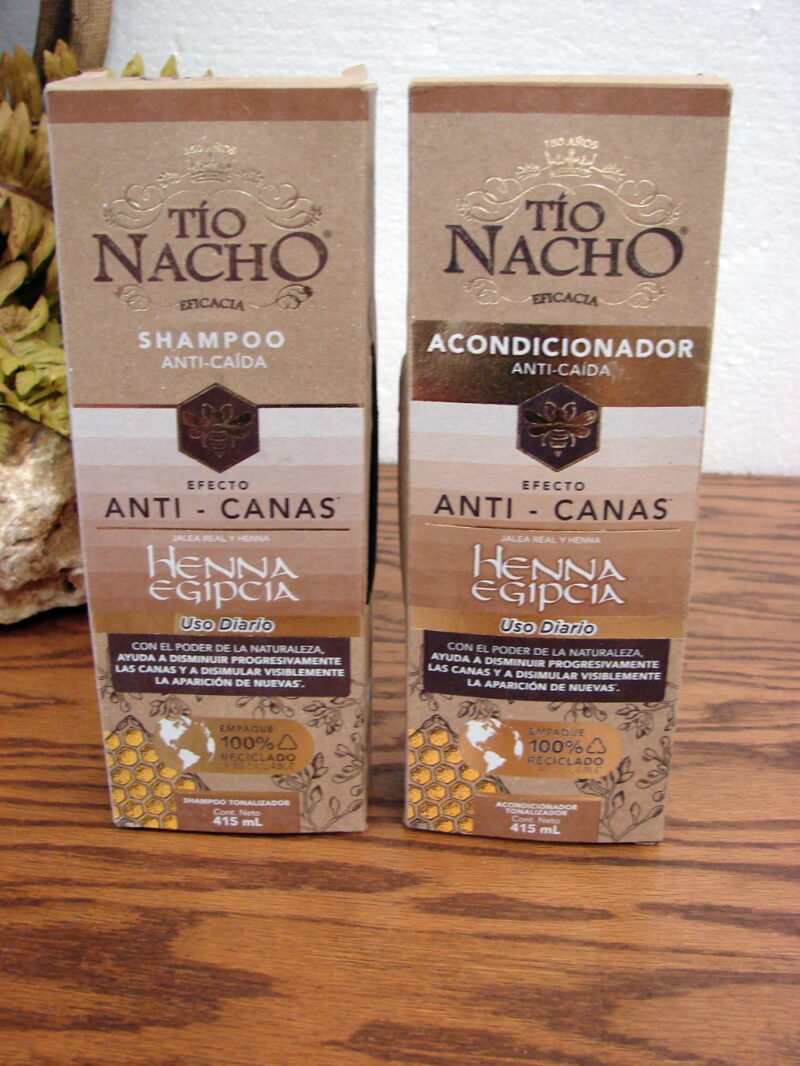 150 AÑOS
TÍO
NACHO®
EFICACIA
SHAMPOO
ANTI-CAÍDA
EFECTO
ANTI - CANAS
JALEA REAL Y HENNA
HENNA
EGIPCIA
Uso Diario
CON EL PODER DE LA NATURALEZA,
AYUDA A DISMINUIR PROGRESIVAMENTE
LAS CANAS Y A DISIMULAR VISIBLEMENTE
LA APARICIÓN DE NUEVAS*.
EMPAQUE
100%
RECICLADO
Y RECICLABLE
SHAMPOO TONALIZADOR
Cont. Neto
415 mL
150 AÑOS
TÍO
NACHO®
EFICACIA
ACONDICIONADOR
ANTI-CAÍDA
EFECTO
ANTI - CANAS
JALEA REAL Y HENNA
HENNA
EGIPCIA
Uso Diario
CON EL PODER DE LA NATURALEZA,
AYUDA A DISMINUIR PROGRESIVAMENTE
LAS CANAS Y A DISIMULAR VISIBLEMENTE
LA APARICIÓN DE NUEVAS*.
EMPAQUE
100%
RECICLADO
Y RECICLABLE
ACONDICIONADOR
TONALIZADOR
Cont. Neto
415 mL